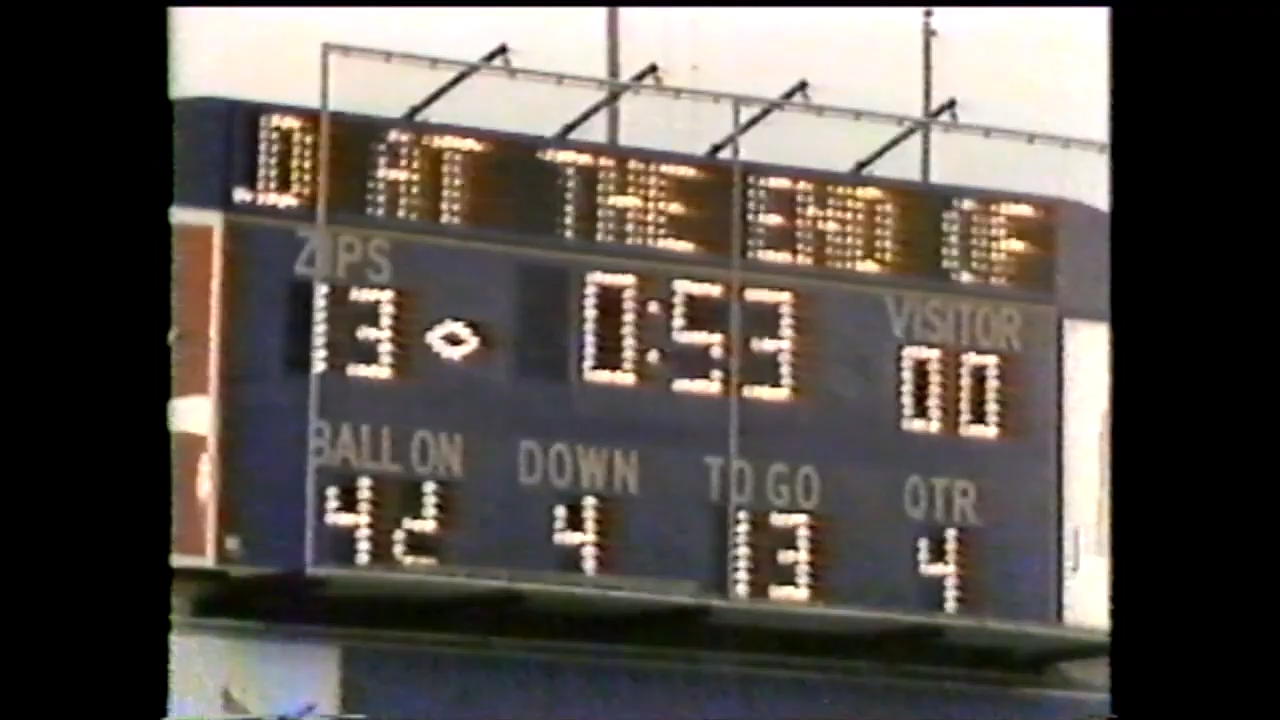 0 AT THE END OF
ZIPS
VISITOR
13 0:53 00
BALL ON DOWN TO GO QTR
42 4 13 4